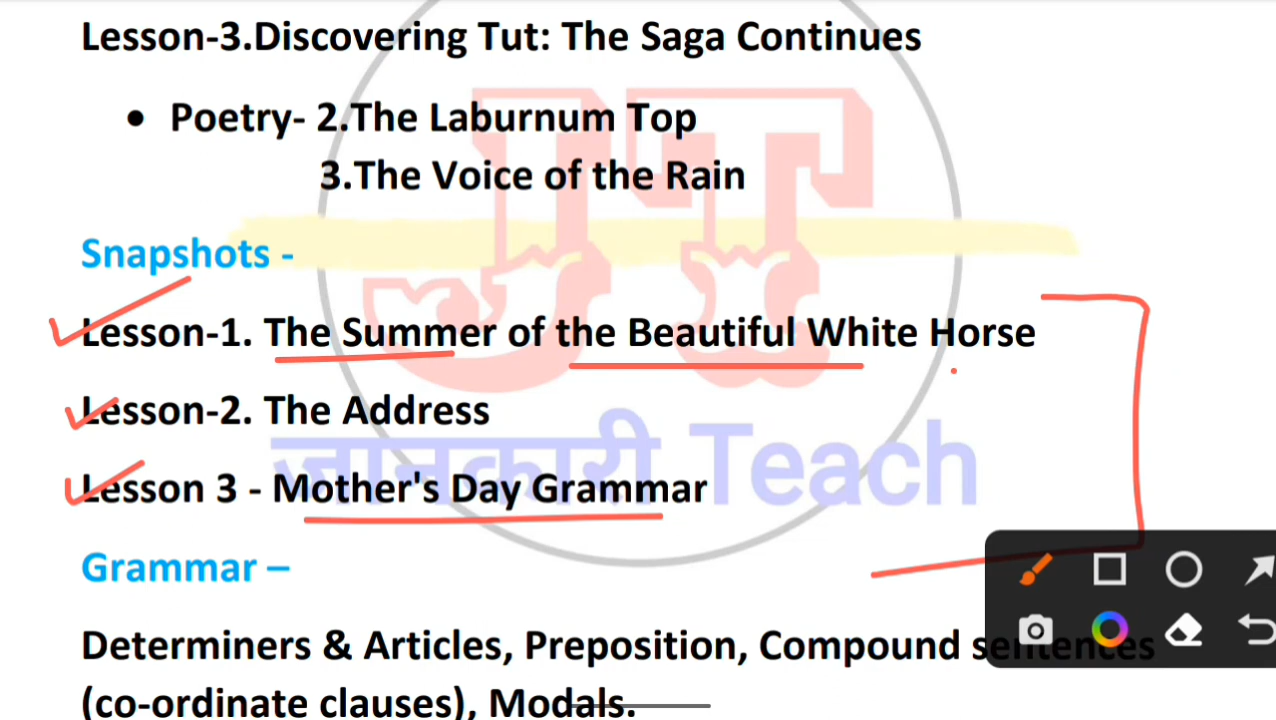 Lesson-3.Discovering Tut: The Saga Continues
• Poetry- 2.The Laburnum Top
3.The Voice of the Rain
Snapshots -
Lesson-1. The Summer of the Beautiful White Horse
Lesson-2. The Address
जानकारी Teach
Lesson 3 - Mother's Day Grammar
Grammar –
Determiners & Articles, Preposition, Compound sentences
(co-ordinate clauses), Modals.
JT